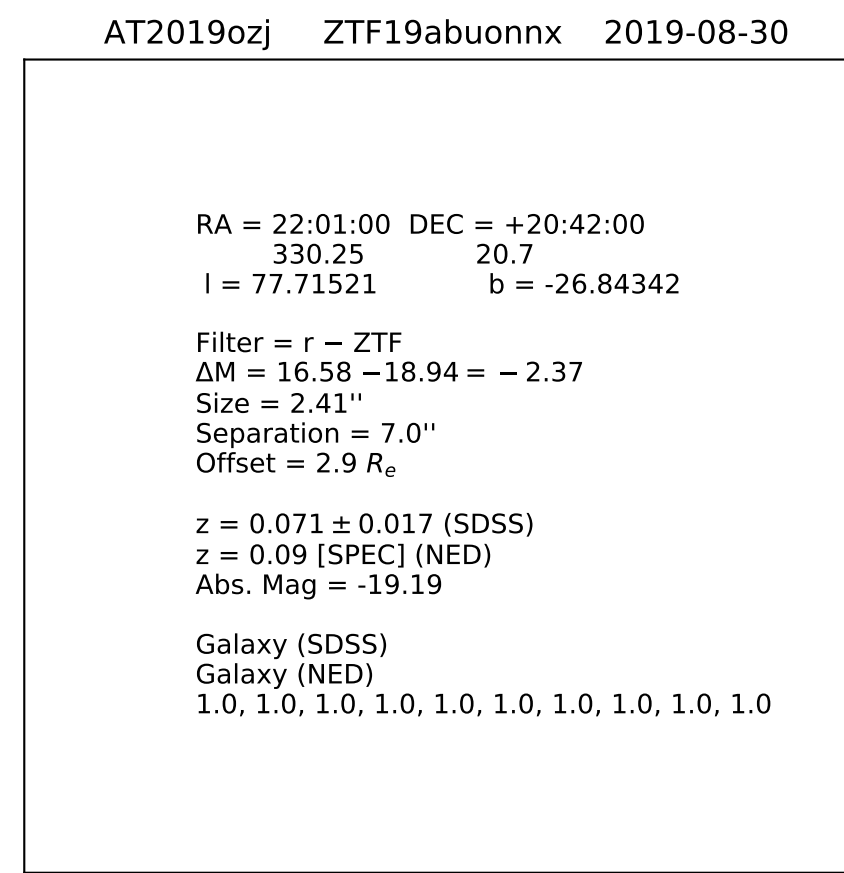 AT2019ozj ZTF19abuonnx 2019-08-30
RA = 22:01:00 DEC = +20:42:00
330.25 20.7
l = 77.71521 b = -26.84342
Filter = r − ZTF
ΔM = 16.58 −18.94 = − 2.37
Size = 2.41''
Separation = 7.0''
Offset = 2.9 Rₑ
z = 0.071 ± 0.017 (SDSS)
z = 0.09 [SPEC] (NED)
Abs. Mag = -19.19
Galaxy (SDSS)
Galaxy (NED)
1.0, 1.0, 1.0, 1.0, 1.0, 1.0, 1.0, 1.0, 1.0, 1.0